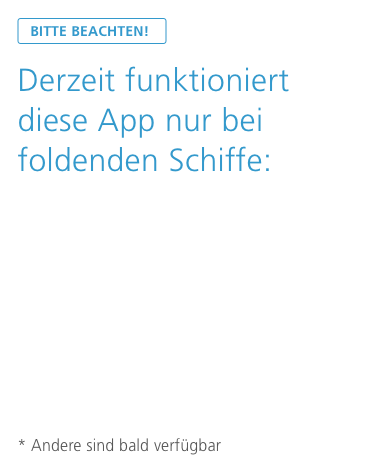 BITTE BEACHTEN!
Derzeit funktioniert
diese App nur bei
foldenden Schiffe:
* Andere sind bald verfügbar